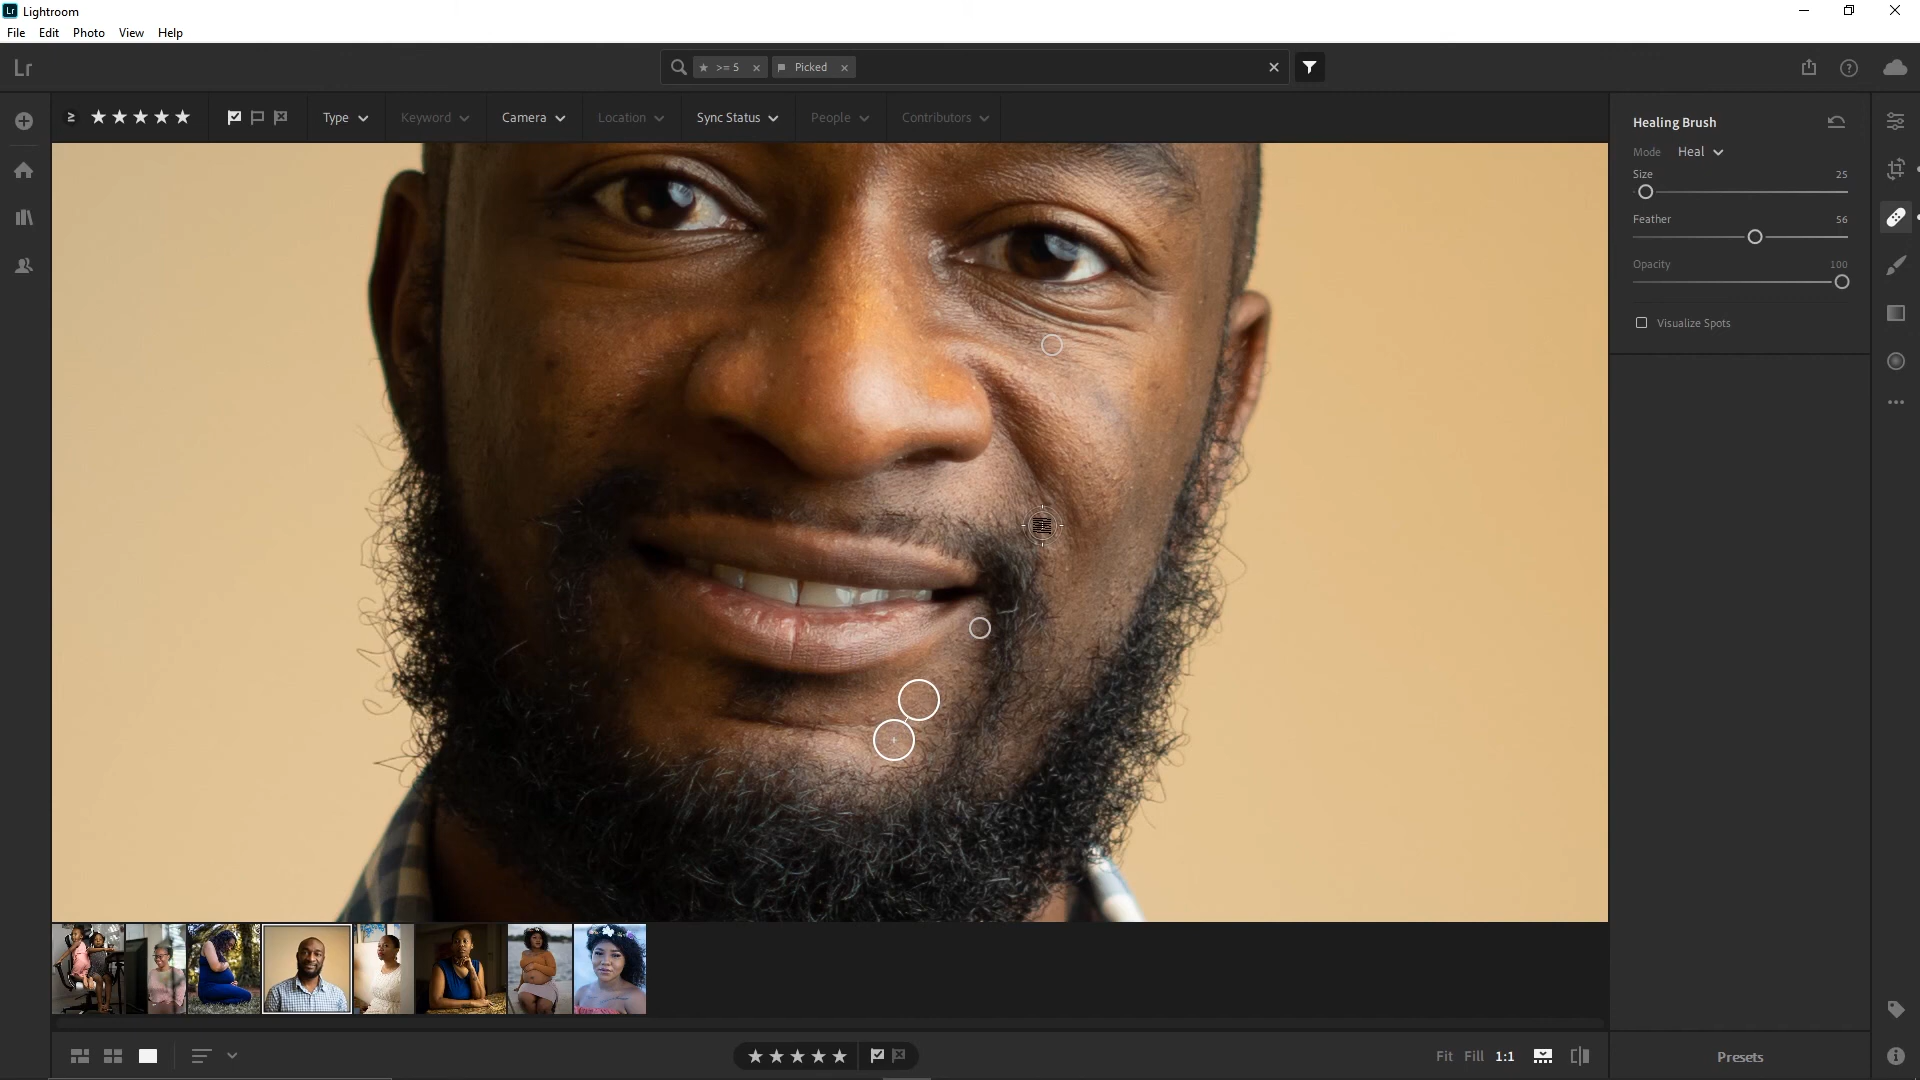 Lr Lightroom
File Edit Photo View Help
Lr
>= 5 Picked
Type Keyword Camera Location Sync Status People Contributors
Healing Brush
Mode Heal
Size 25
Feather 56
Opacity 100
Visualize Spots
Fit Fill 1:1
Presets